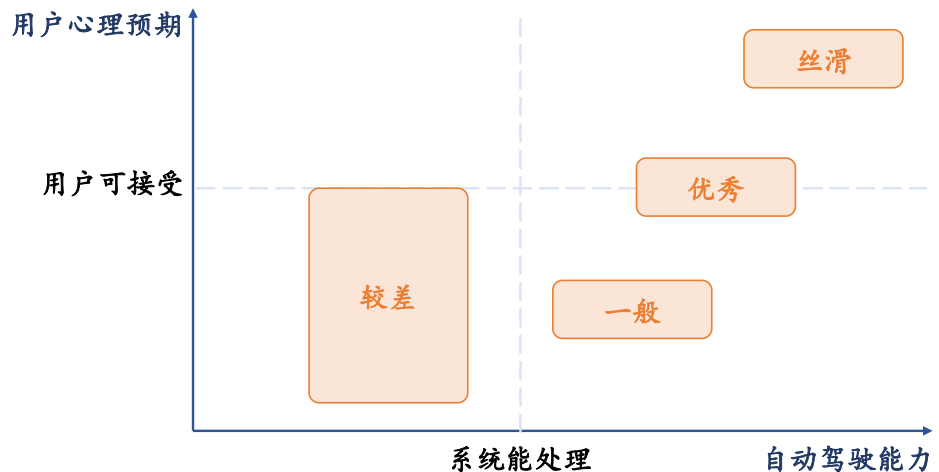 用户心理预期
丝滑
用户可接受
优秀
较差
一般
系统能处理
自动驾驶能力